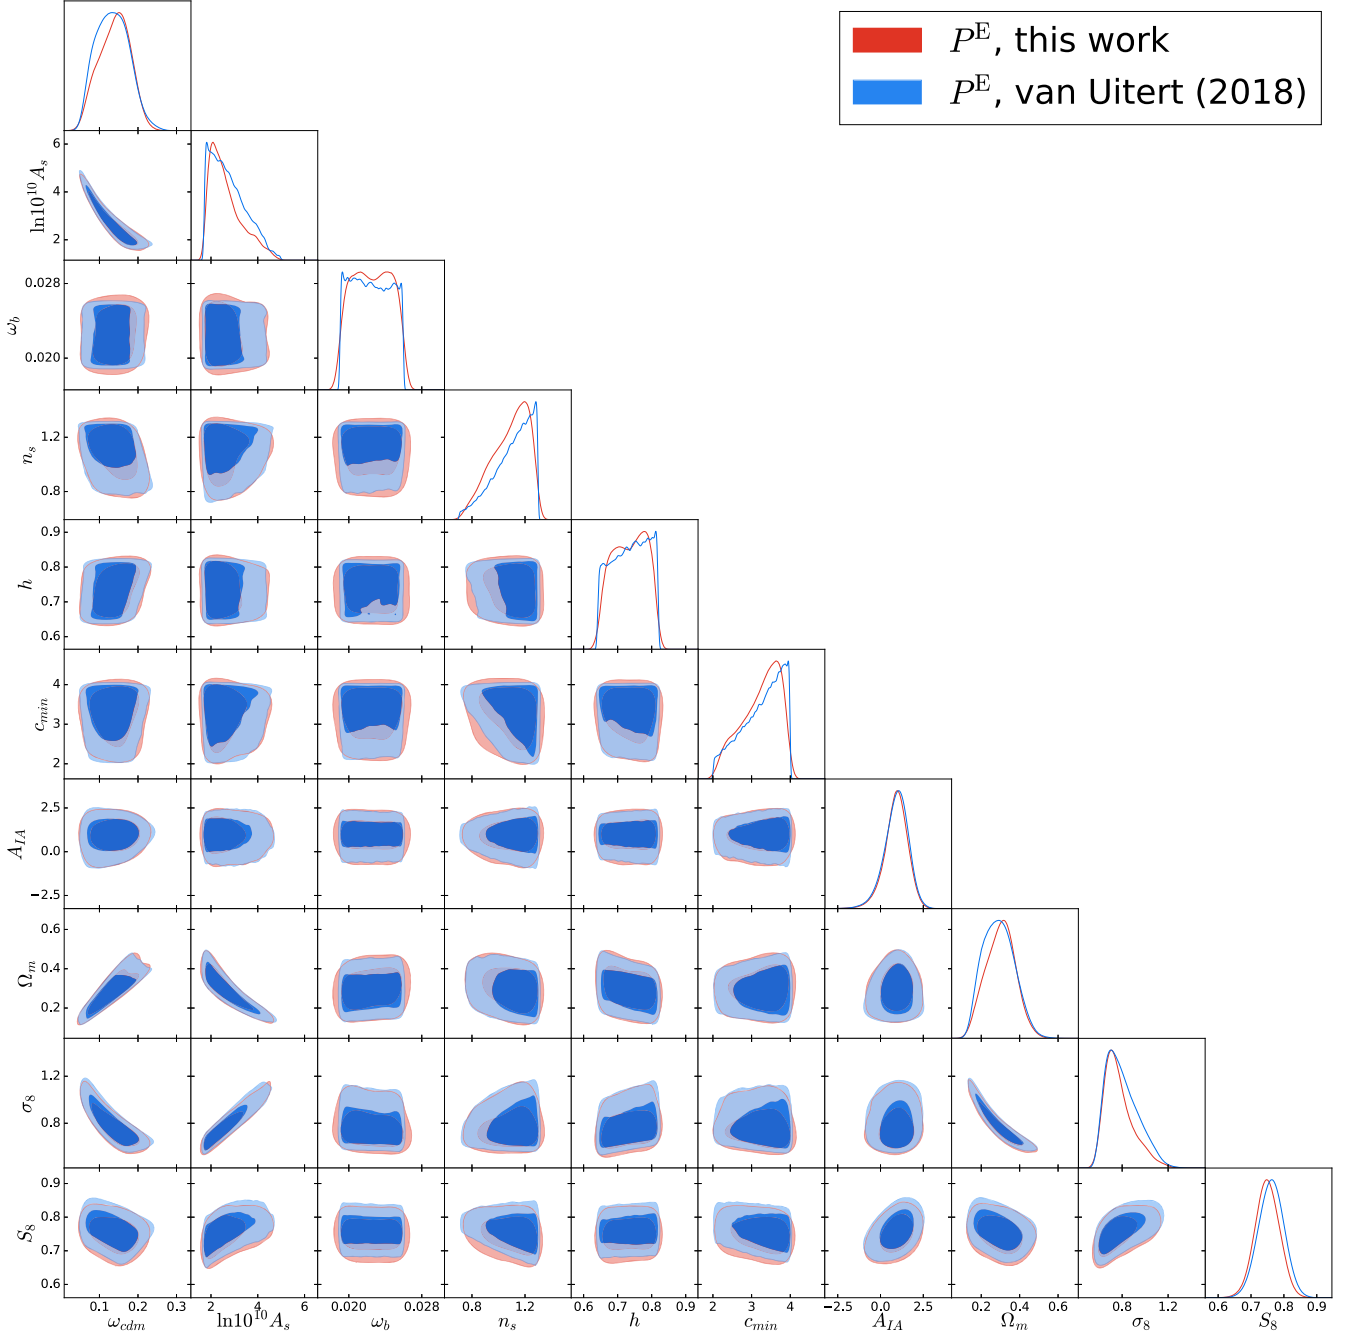 P^E, this work
P^E, van Uitert (2018)
6
4
2
ln10^10 A_s
0.028
0.020
ω_b
1.2
0.8
n_s
0.9
0.8
0.7
0.6
h
4
3
2
c_min
2.5
0.0
−2.5
A_IA
0.6
0.4
0.2
Ω_m
1.2
0.8
σ_8
0.9
0.8
0.7
0.6
S_8
0.1 0.2 0.3 2 4 6 0.020 0.028 0.8 1.2 0.6 0.7 0.8 0.9 2 3 4 −2.5 0.0 2.5 0.2 0.4 0.6 0.8 1.2 0.6 0.7 0.8 0.9
ω_cdm ln10^10 A_s ω_b n_s h c_min A_IA Ω_m σ_8 S_8